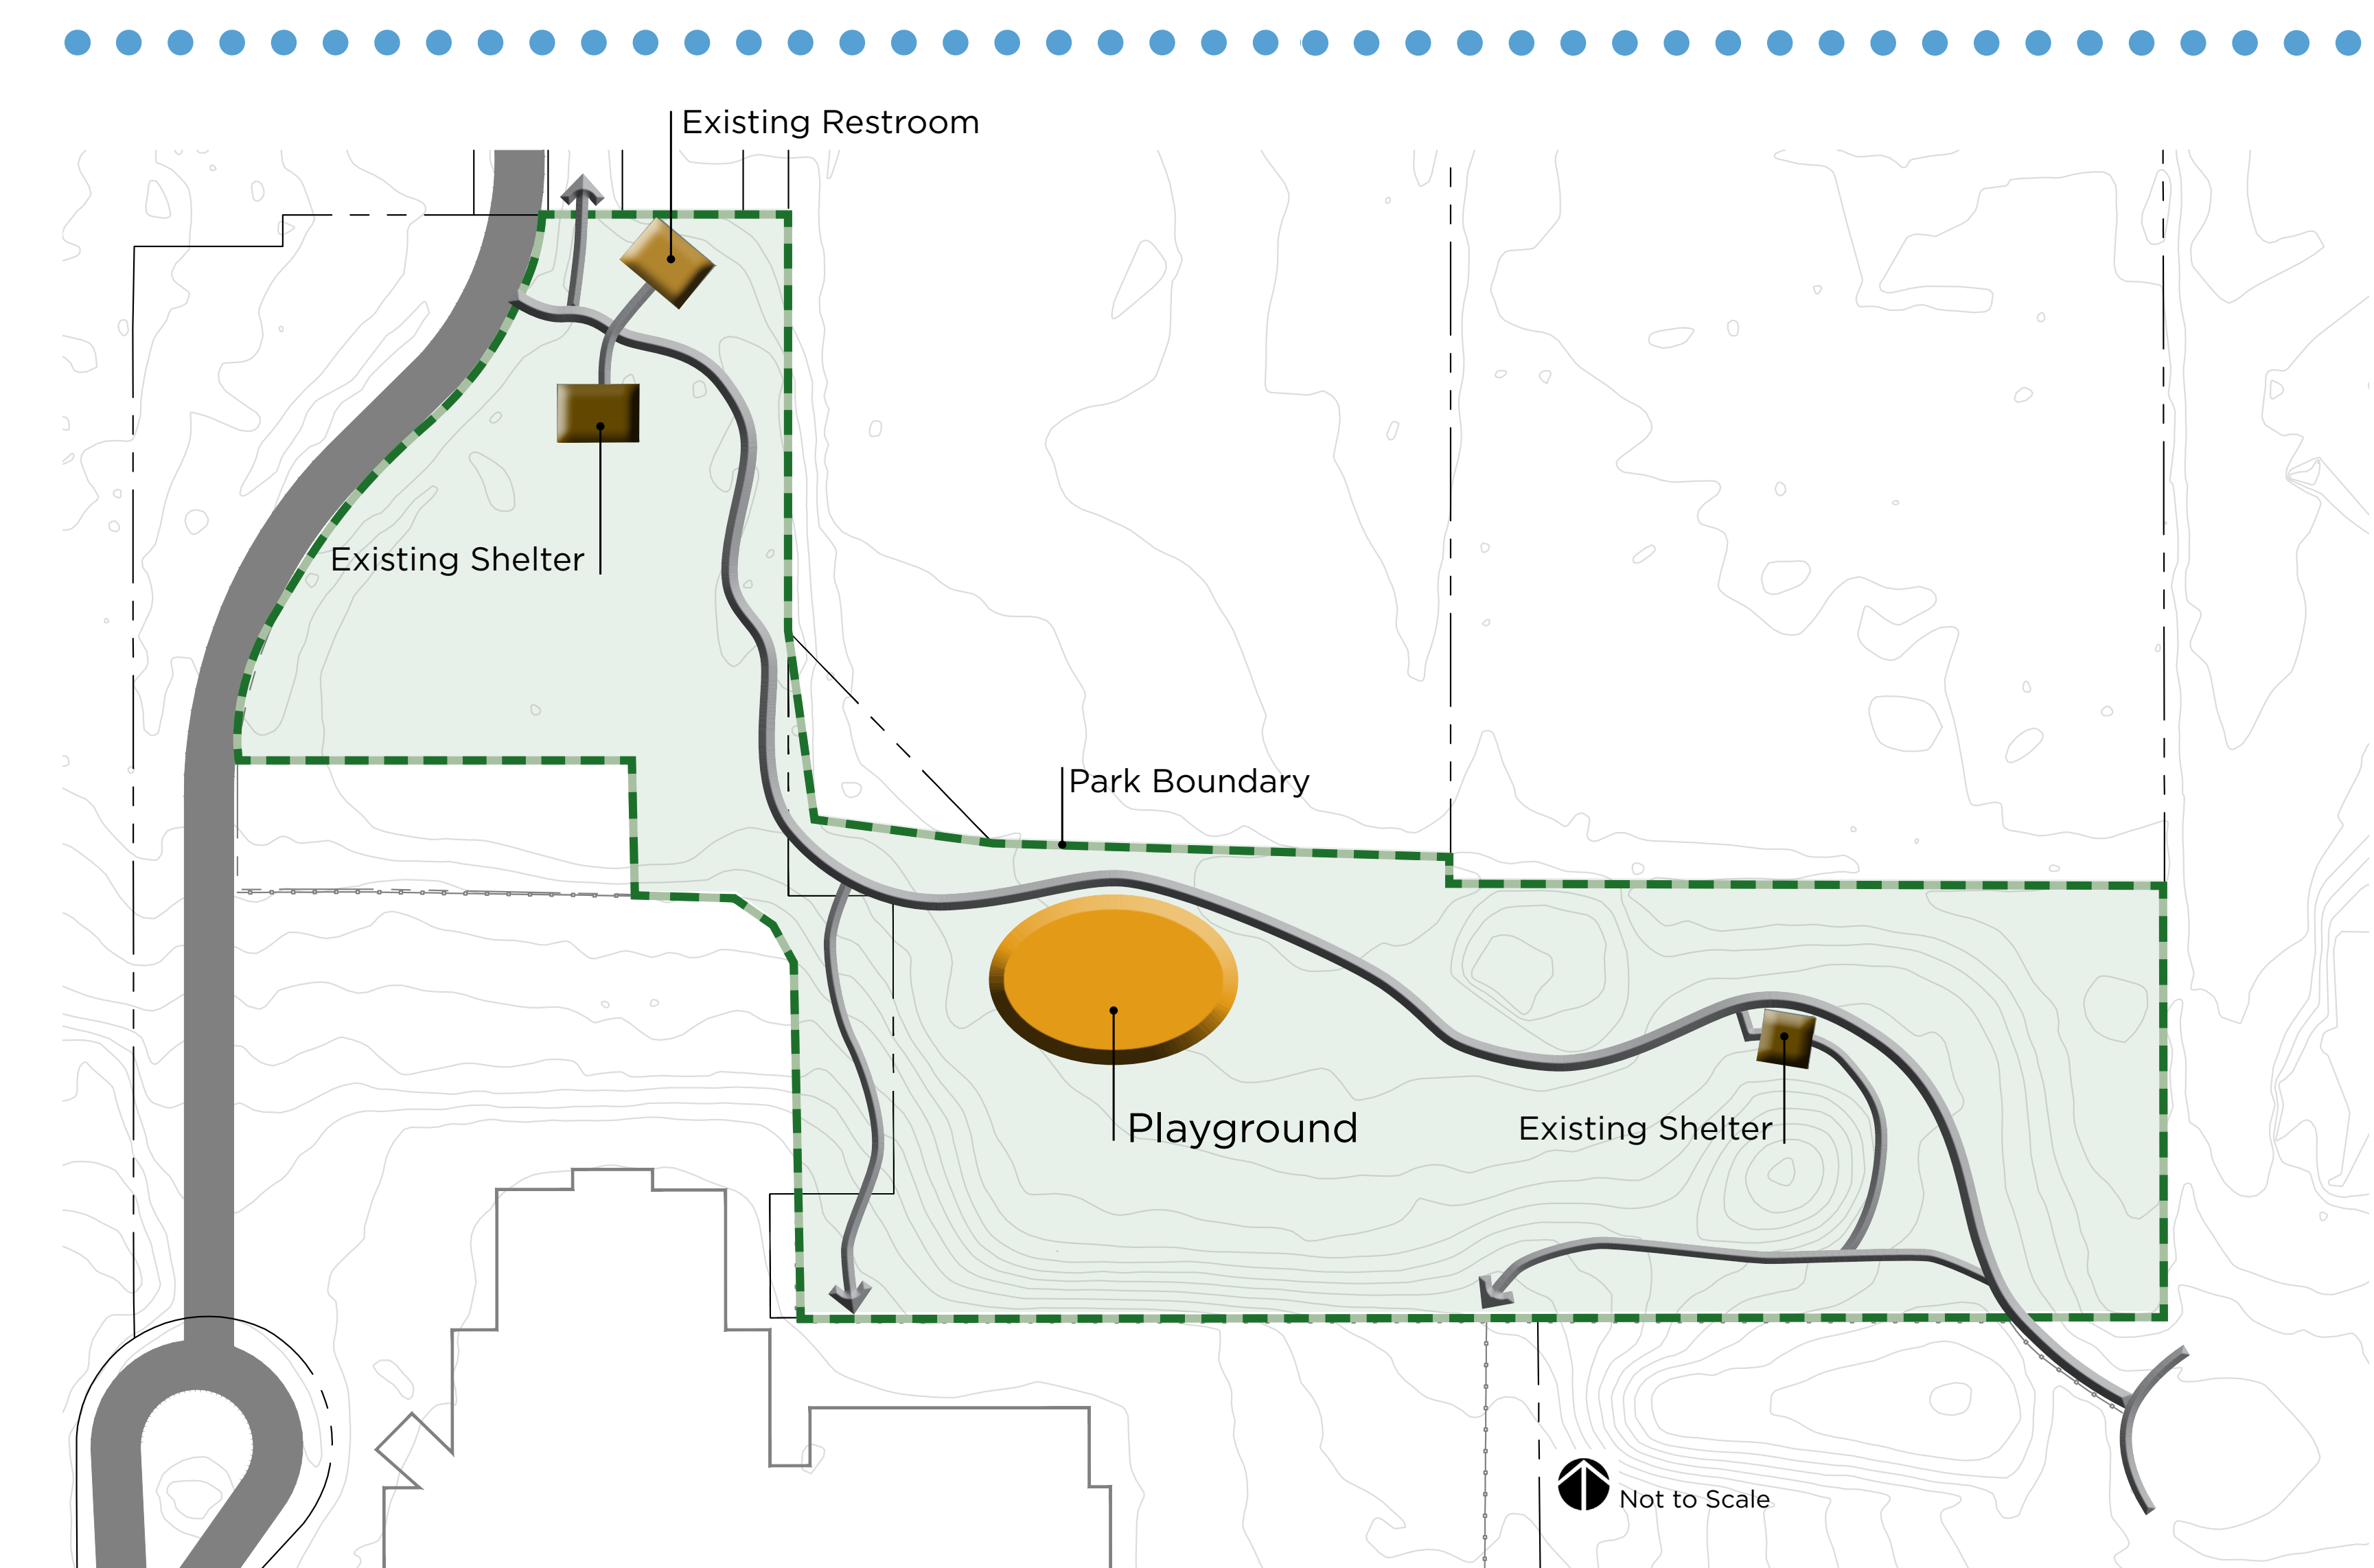 Existing Restroom
Existing Shelter
Park Boundary
Playground
Existing Shelter
Not to Scale